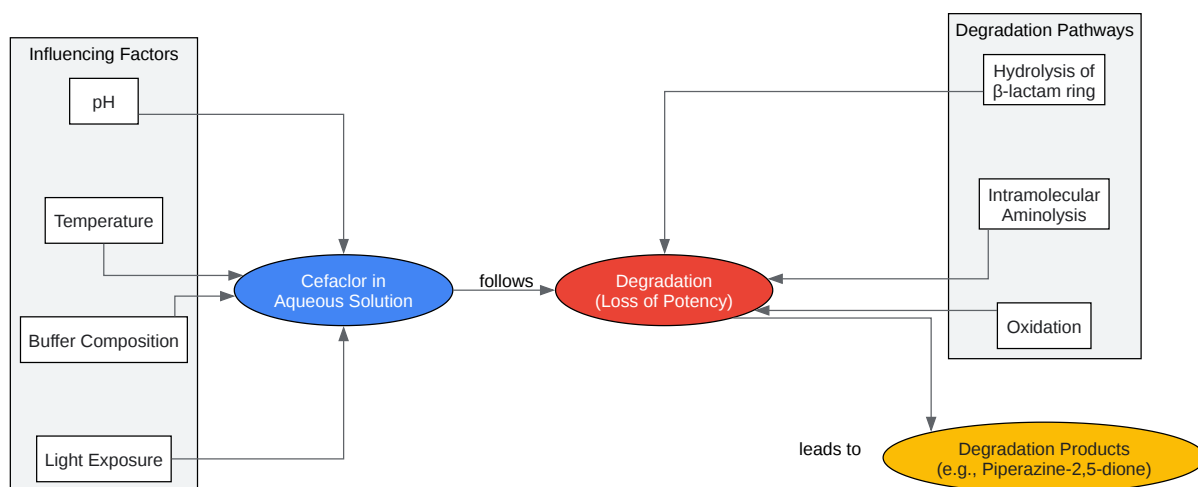 Influencing Factors
pH
Temperature
Buffer Composition
Light Exposure
Cefaclor in
Aqueous Solution
follows
Degradation
(Loss of Potency)
Degradation Pathways
Hydrolysis of
β-lactam ring
Intramolecular
Aminolysis
Oxidation
leads to
Degradation Products
(e.g., Piperazine-2,5-dione)